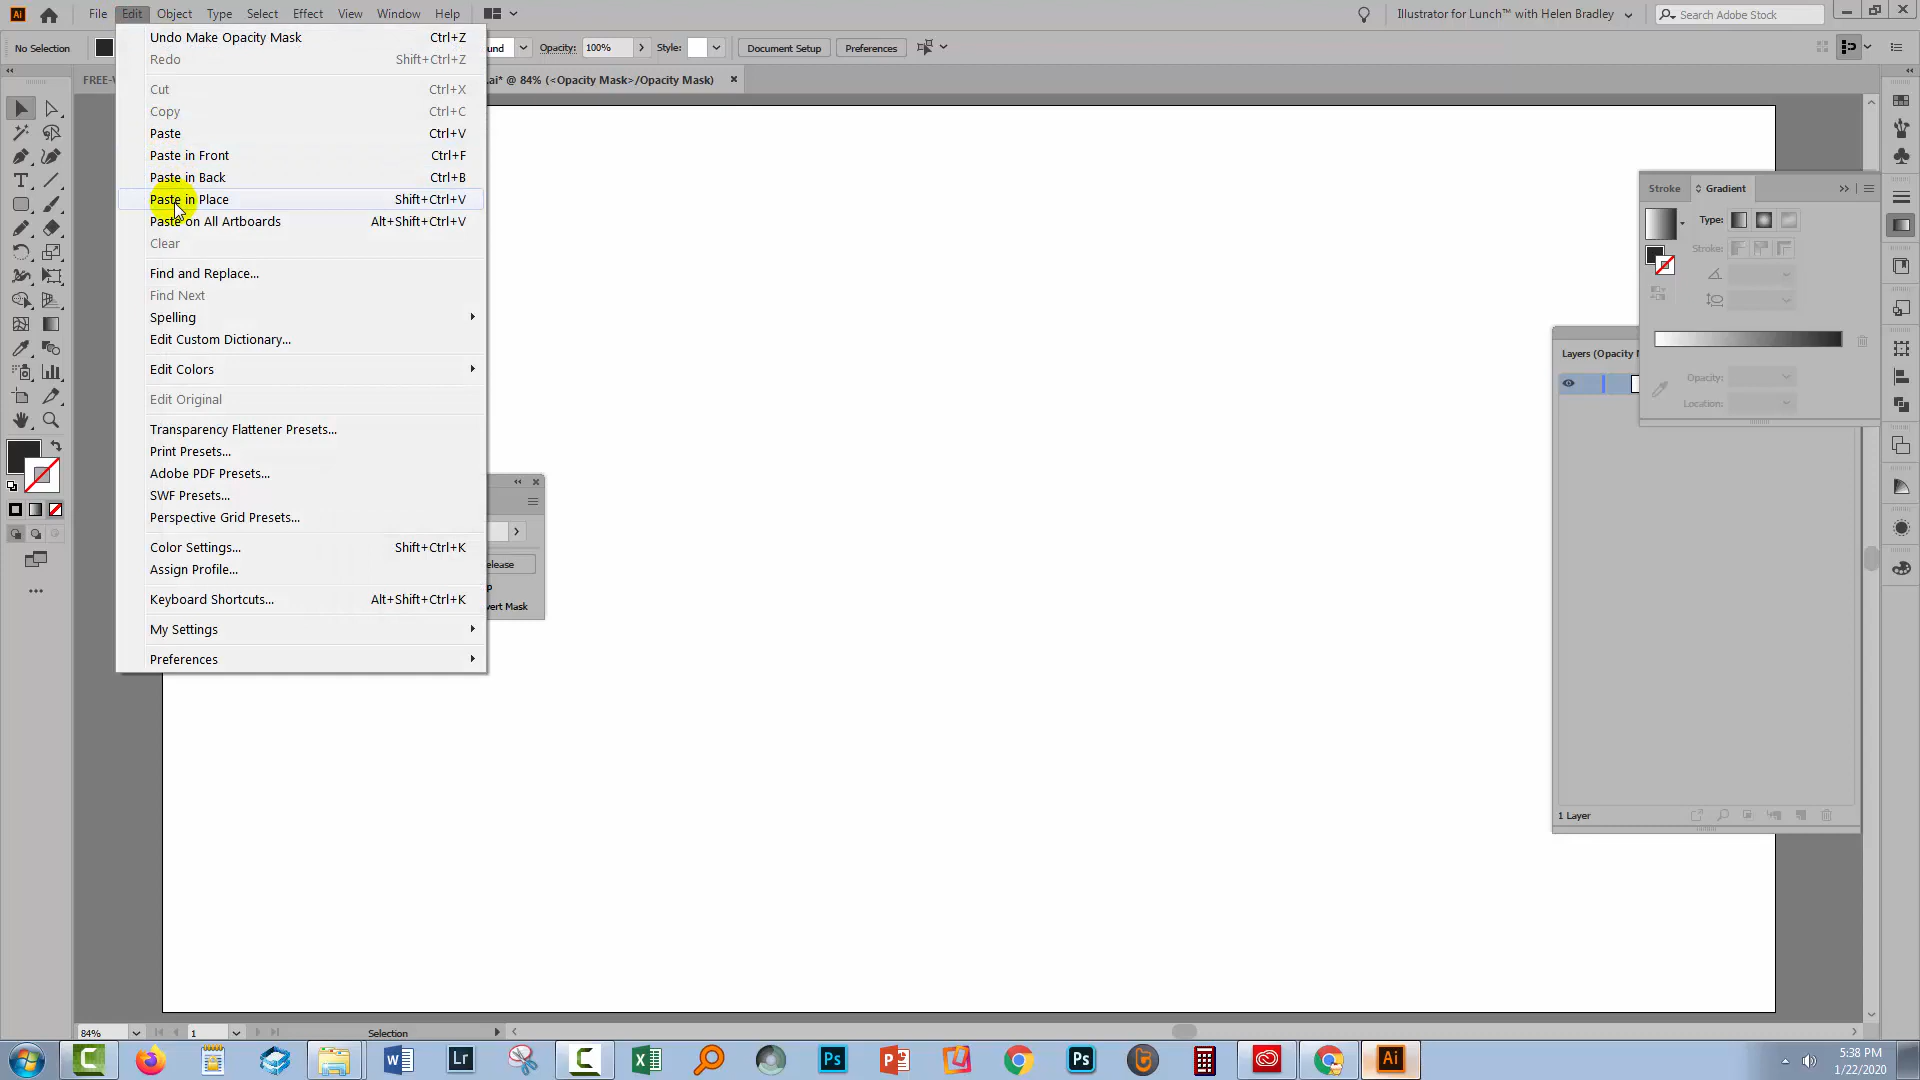 Ai File Edit Object Type Select Effect View Window Help Illustrator for Lunch™ with Helen Bradley Search Adobe Stock
No Selection Opacity: 100% Style: Document Setup Preferences
.ai* @ 84% (<Opacity Mask>/Opacity Mask)
Undo Make Opacity Mask Ctrl+Z
Redo Shift+Ctrl+Z
Cut Ctrl+X
Copy Ctrl+C
Paste Ctrl+V
Paste in Front Ctrl+F
Paste in Back Ctrl+B
Paste in Place Shift+Ctrl+V
Paste on All Artboards Alt+Shift+Ctrl+V
Clear
Find and Replace...
Find Next
Spelling
Edit Custom Dictionary...
Edit Colors
Edit Original
Transparency Flattener Presets...
Print Presets...
Adobe PDF Presets...
SWF Presets...
Perspective Grid Presets...
Color Settings... Shift+Ctrl+K
Assign Profile...
Keyboard Shortcuts... Alt+Shift+Ctrl+K
My Settings
Preferences
Stroke Gradient
Type:
Stroke:
Opacity:
Location:
Layers (Opacity
1 Layer
84% 1 Selection
Lr Ps Ps Ai
5:38 PM
1/22/2020